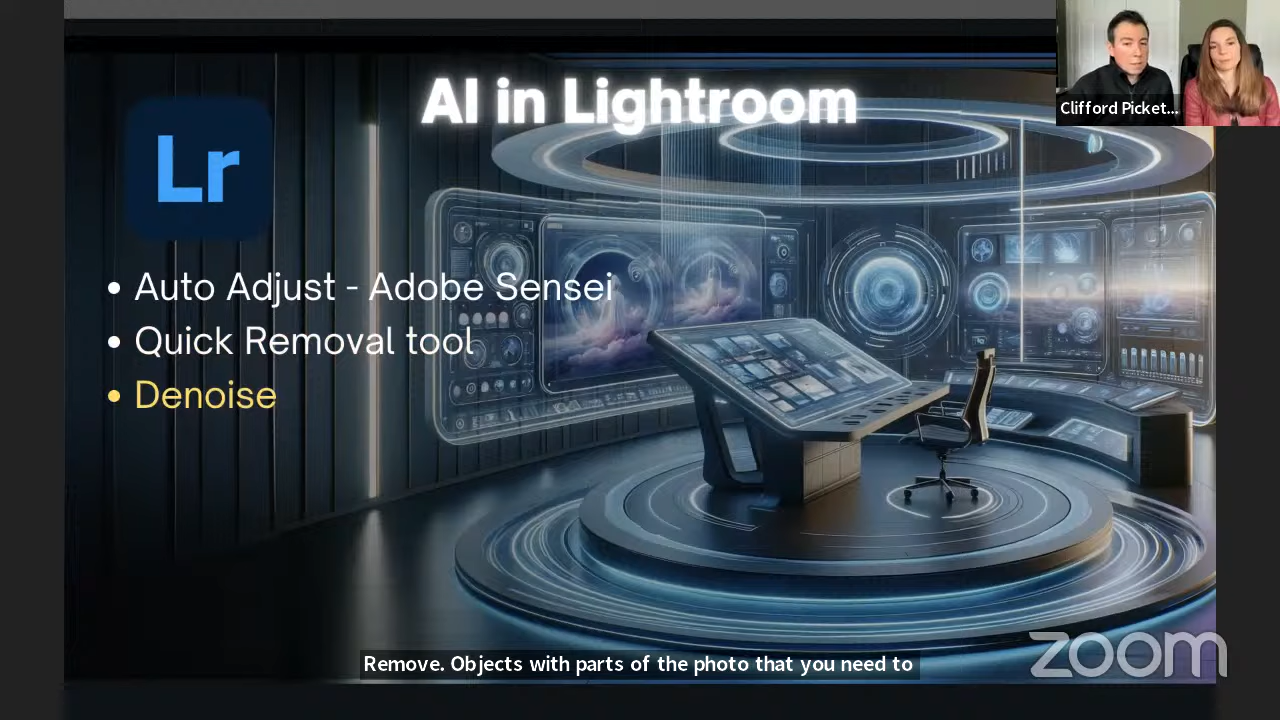 AI in Lightroom
Clifford Picket...
Lr
• Auto Adjust - Adobe Sensei
• Quick Removal tool
• Denoise
Remove. Objects with parts of the photo that you need to
zoom